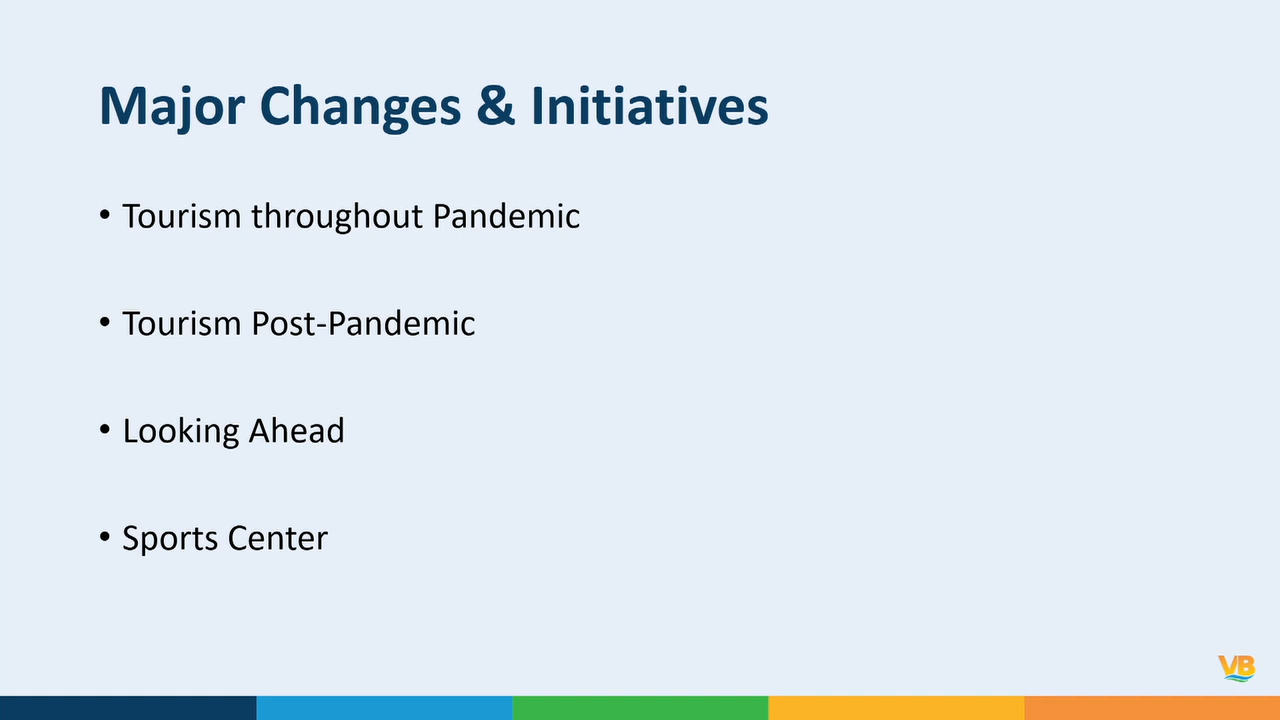 Major Changes & Initiatives
• Tourism throughout Pandemic
• Tourism Post-Pandemic
• Looking Ahead
• Sports Center
VB